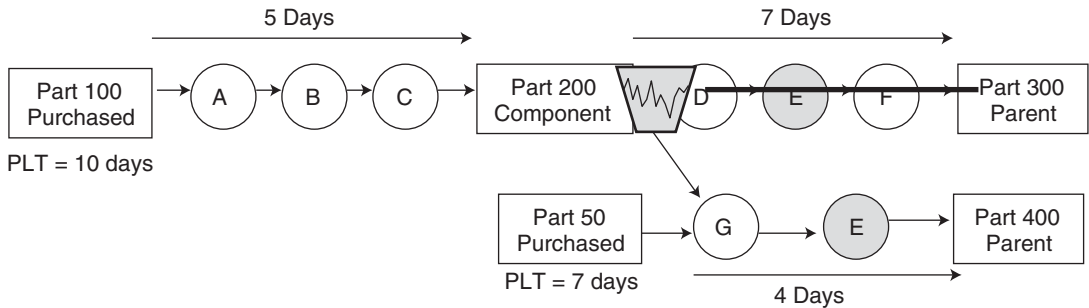 5 Days
7 Days
Part 100
Purchased
A
B
C
Part 200
Component
D
E
F
Part 300
Parent
PLT = 10 days
Part 50
Purchased
G
E
Part 400
Parent
PLT = 7 days
4 Days